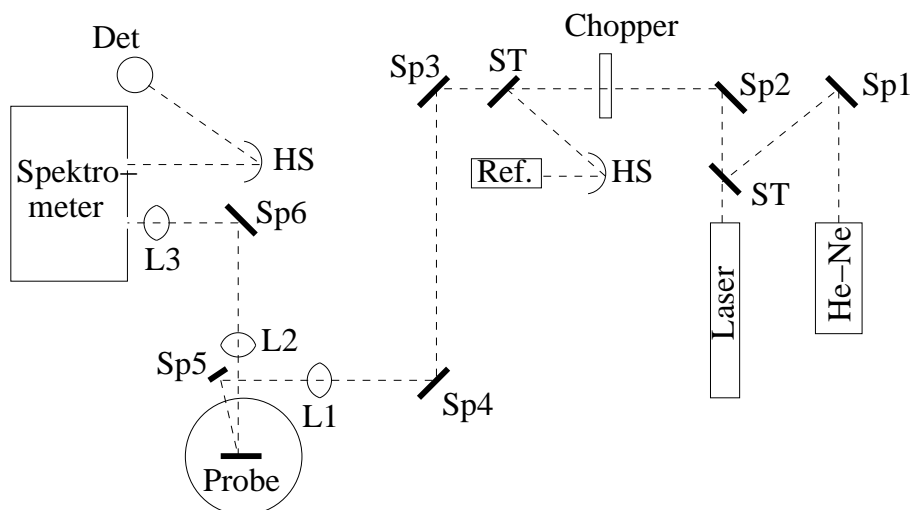 Chopper
Det
ST
Sp3
Sp2
Sp1
HS
Spektro-
meter
Ref.
HS
ST
Sp6
L3
Laser
He-Ne
L2
Sp5
L1
Sp4
Probe